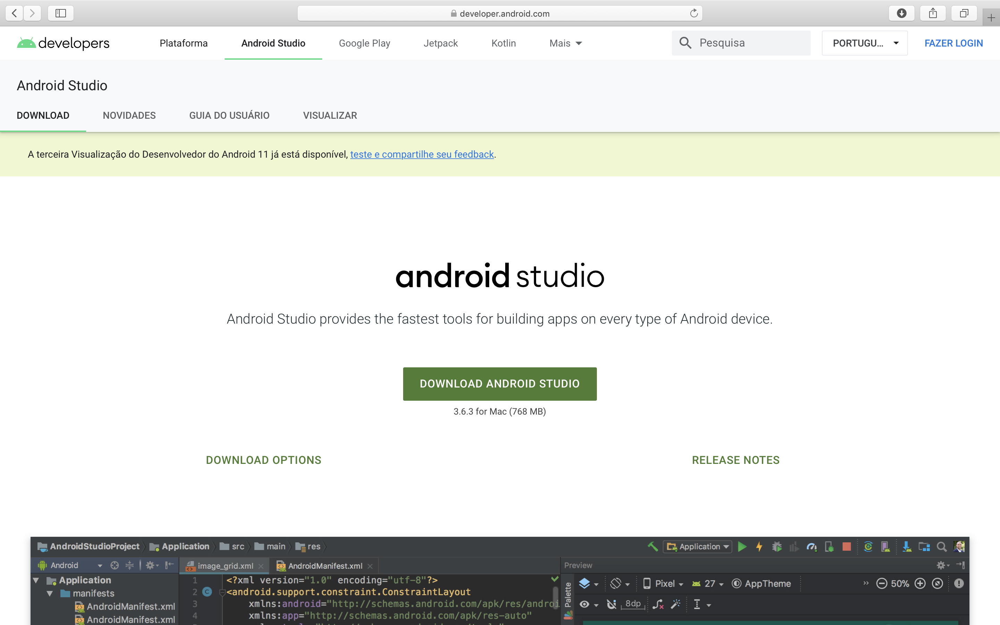 developer.android.com
developers
Plataforma
Android Studio
Google Play
Jetpack
Kotlin
Mais
Pesquisa
PORTUGU...
FAZER LOGIN
Android Studio
DOWNLOAD
NOVIDADES
GUIA DO USUÁRIO
VISUALIZAR
A terceira Visualização do Desenvolvedor do Android 11 já está disponível, teste e compartilhe seu feedback.
android studio
Android Studio provides the fastest tools for building apps on every type of Android device.
DOWNLOAD ANDROID STUDIO
3.6.3 for Mac (768 MB)
DOWNLOAD OPTIONS
RELEASE NOTES
AndroidStudioProject
Application
src
main
res
Application
Android
image_grid.xml
AndroidManifest.xml
Preview
Application
manifests
AndroidManifest.xml
AndroidManifest.xml
1 <?xml version="1.0" encoding="utf-8"?>
2 C <android.support.constraint.ConstraintLayout
3 xmlns:android="http://schemas.android.com/apk/res/androi
4 xmlns:app="http://schemas.android.com/apk/res-auto"
Palette
Pixel
27
AppTheme
50%
8dp